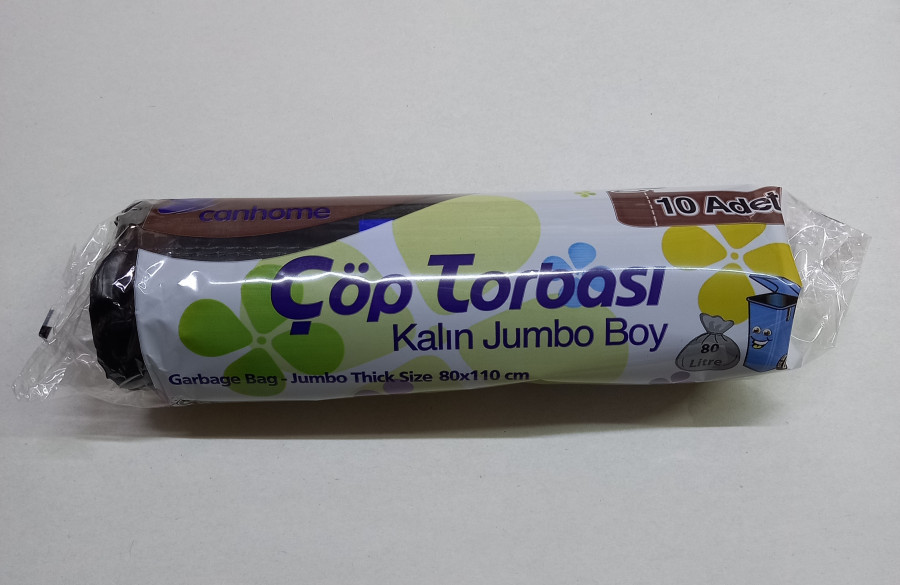 canhome
10 Adet
Çöp Torbası
Kalın Jumbo Boy
80
Litre
Garbage Bag - Jumbo Thick Size 80x110 cm